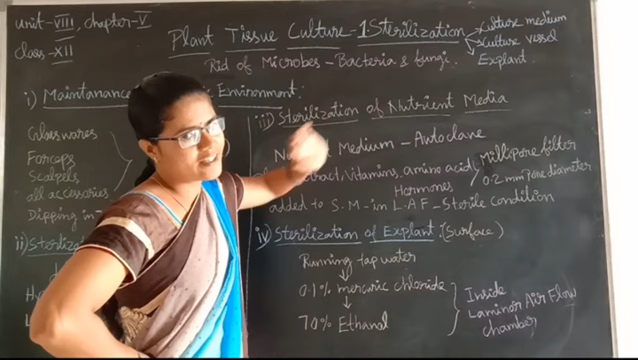 unit - VIII, chapter - V
class - XII
Plant Tissue Culture - 1 Sterilization
Culture medium
Culture vessel
Explant.
Rid of Microbes - Bacteria & fungi.
i) Maintanance Environment.
Glasswares
Forceps
Scalpels
all accessories
Dipping in
ii)
iii) Sterilization of Nutrient Media
Medium - Autoclave
Vitamins, amino acid,
Hormones
Millipore filter
0.2 mm Pore diameter
added to S.M - in L.A.F - Sterile condition
iv) Sterilization of Explant (Surface)
Running tap water
0.1% mercuric chloride
70% Ethanol
Inside
Laminor Air Flow
chamber